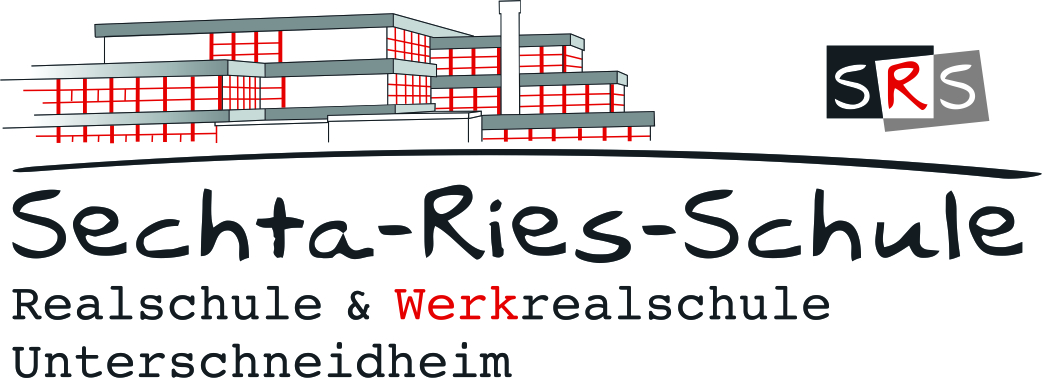 SRS
Sechta-Ries-Schule
Realschule & Werkrealschule
Unterschneidheim